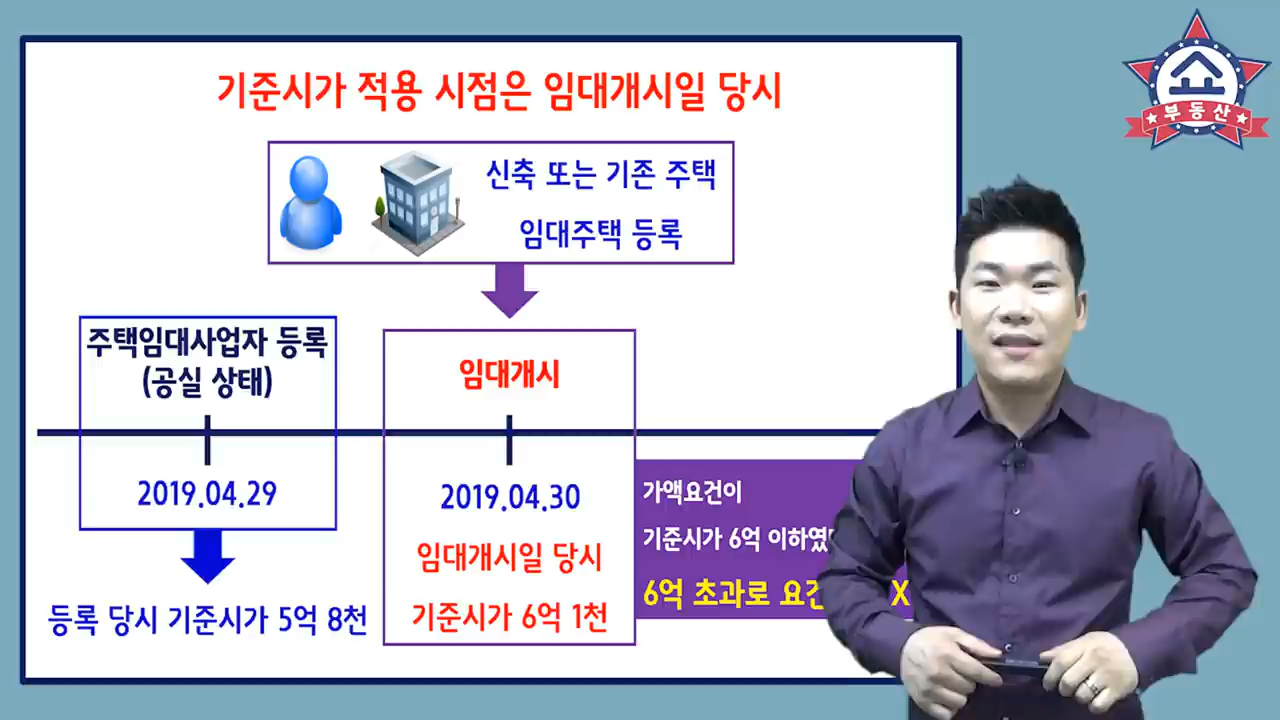 기준시가 적용 시점은 임대개시일 당시
부동산
신축 또는 기존 주택
임대주택 등록
주택임대사업자 등록
(공실 상태)
2019.04.29
등록 당시 기준시가 5억 8천
임대개시
2019.04.30
임대개시일 당시
기준시가 6억 1천
가액요건이
기준시가 6억
6억 초과로 X